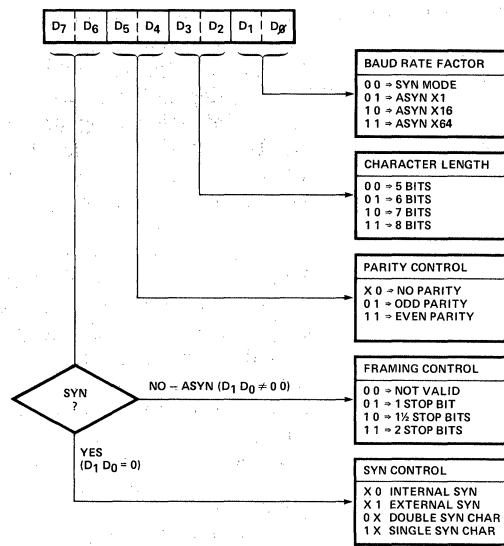 D7 D6 D5 D4 D3 D2 D1 D0
BAUD RATE FACTOR
0 0 ⇒ SYN MODE
0 1 ⇒ ASYN X1
1 0 ⇒ ASYN X16
1 1 ⇒ ASYN X64
CHARACTER LENGTH
0 0 ⇒ 5 BITS
0 1 ⇒ 6 BITS
1 0 ⇒ 7 BITS
1 1 ⇒ 8 BITS
PARITY CONTROL
X 0 ⇒ NO PARITY
0 1 ⇒ ODD PARITY
1 1 ⇒ EVEN PARITY
SYN
?
NO – ASYN (D1 D0 ≠ 0 0)
FRAMING CONTROL
0 0 ⇒ NOT VALID
0 1 ⇒ 1 STOP BIT
1 0 ⇒ 1½ STOP BITS
1 1 ⇒ 2 STOP BITS
YES
(D1 D0 = 0)
SYN CONTROL
X 0 INTERNAL SYN
X 1 EXTERNAL SYN
0 X DOUBLE SYN CHAR
1 X SINGLE SYN CHAR